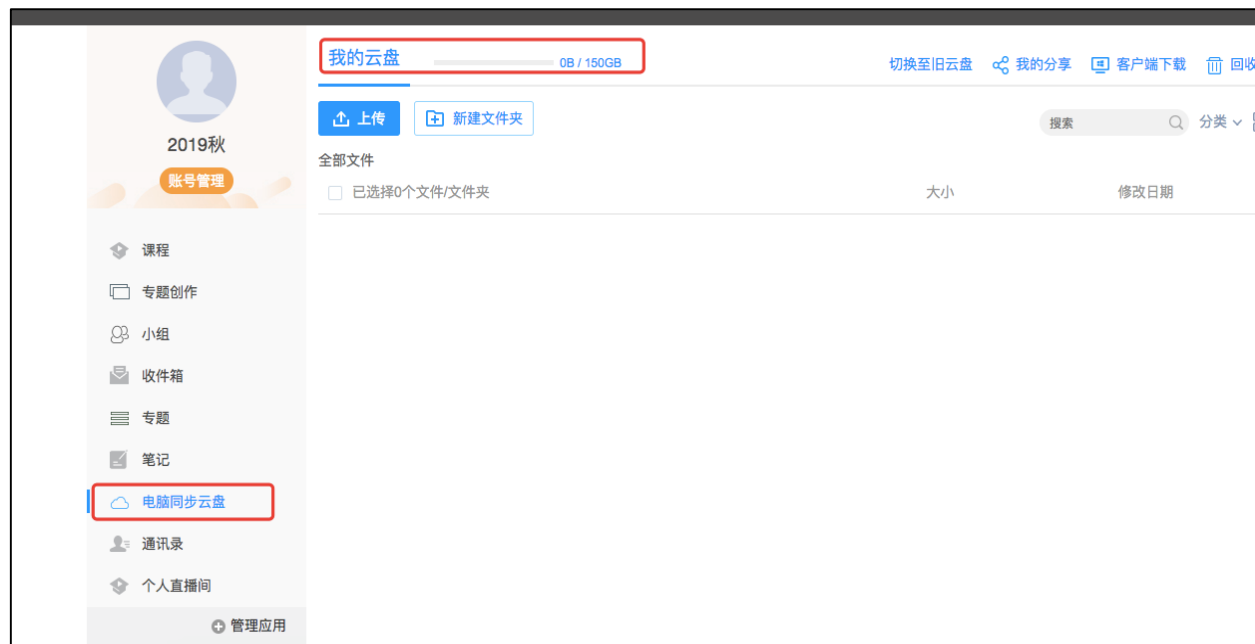 我的云盘 0B / 150GB
切换至旧云盘 我的分享 客户端下载 回收
上传 新建文件夹
搜索 分类
全部文件
已选择0个文件/文件夹 大小 修改日期
2019秋
账号管理
课程
专题创作
小组
收件箱
专题
笔记
电脑同步云盘
通讯录
个人直播间
管理应用